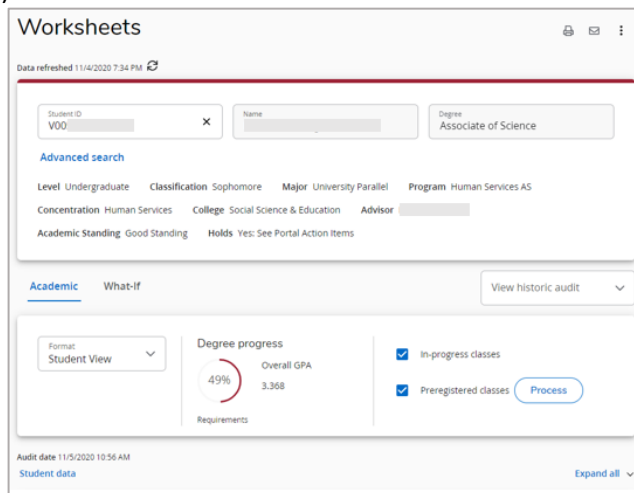 Worksheets
Data refreshed 11/4/2020 7:34 PM
Student ID
V00
Name
Degree
Associate of Science
Advanced search
Level Undergraduate Classification Sophomore Major University Parallel Program Human Services AS
Concentration Human Services College Social Science & Education Advisor
Academic Standing Good Standing Holds Yes: See Portal Action Items
Academic What-If
View historic audit
Format
Student View
Degree progress
49%
Overall GPA
3.368
Requirements
In-progress classes
Preregistered classes Process
Audit date 11/5/2020 10:56 AM
Student data Expand all